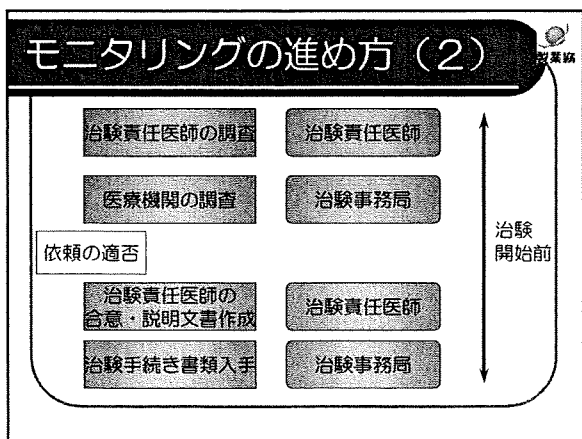 モニタリングの進め方（２）
製薬協
治験責任医師の調査
治験責任医師
医療機関の調査
治験事務局
依頼の適否
治験責任医師の
合意・説明文書作成
治験責任医師
治験手続き書類入手
治験事務局
治験
開始前